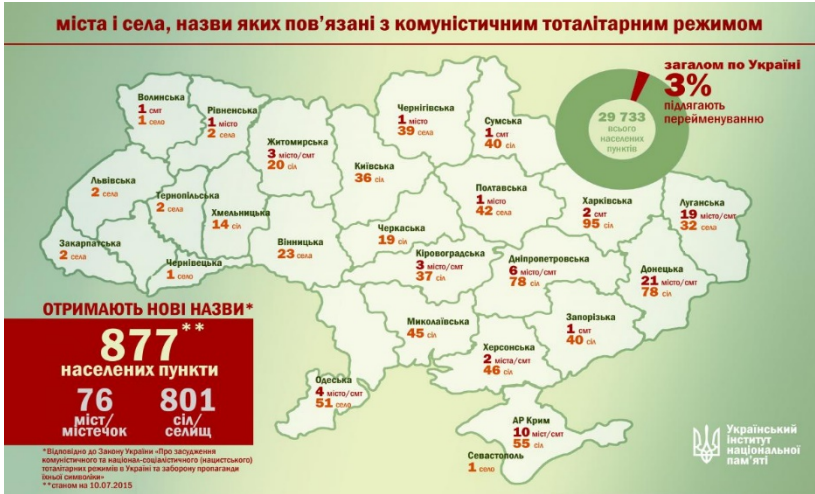 міста і села, назви яких пов’язані з комуністичним тоталітарним режимом
загалом по Україні
3%
підлягають
перейменуванню
29 733
всього
населених
пунктів
Волинська
1 смт
1 село
Рівненська
1 місто
2 села
Житомирська
3 місто/смт
20 сіл
Київська
36 сіл
Чернігівська
1 місто
39 села
Сумська
1 смт
40 сіл
Львівська
2 села
Тернопільська
2 села
Хмельницька
14 сіл
Вінницька
23 села
Черкаська
19 сіл
Полтавська
1 місто
42 села
Харківська
2 смт
95 сіл
Луганська
19 місто/смт
32 села
Закарпатська
2 села
Чернівецька
1 село
Кіровоградська
3 місто/смт
37 сіл
Дніпропетровська
6 місто/смт
78 сіл
Донецька
21 місто/смт
78 сіл
Миколаївська
45 сіл
Запорізька
1 смт
40 сіл
Херсонська
2 міста/смт
46 сіл
Одеська
4 місто/смт
51 село
АР Крим
10 міст/смт
55 сіл
Севастополь
1 село
ОТРИМАЮТЬ НОВІ НАЗВИ*
877**
населених пункти
76
міст/
містечок
801
сіл/
селищ
*Відповідно до Закону України «Про засудження
комуністичного та націонал-соціалістичного (нацистського)
тоталітарних режимів в Україні та заборону пропаганди
їхньої символіки»
**станом на 10.07.2015
Український
інститут
національної
пам’яті